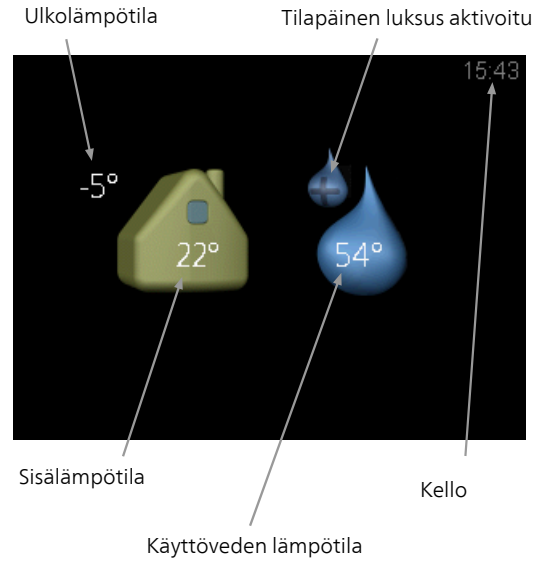 Ulkolämpötila
Tilapäinen luksus aktivoitu
15:43
-5°
22°
54°
Sisälämpötila
Kello
Käyttöveden lämpötila